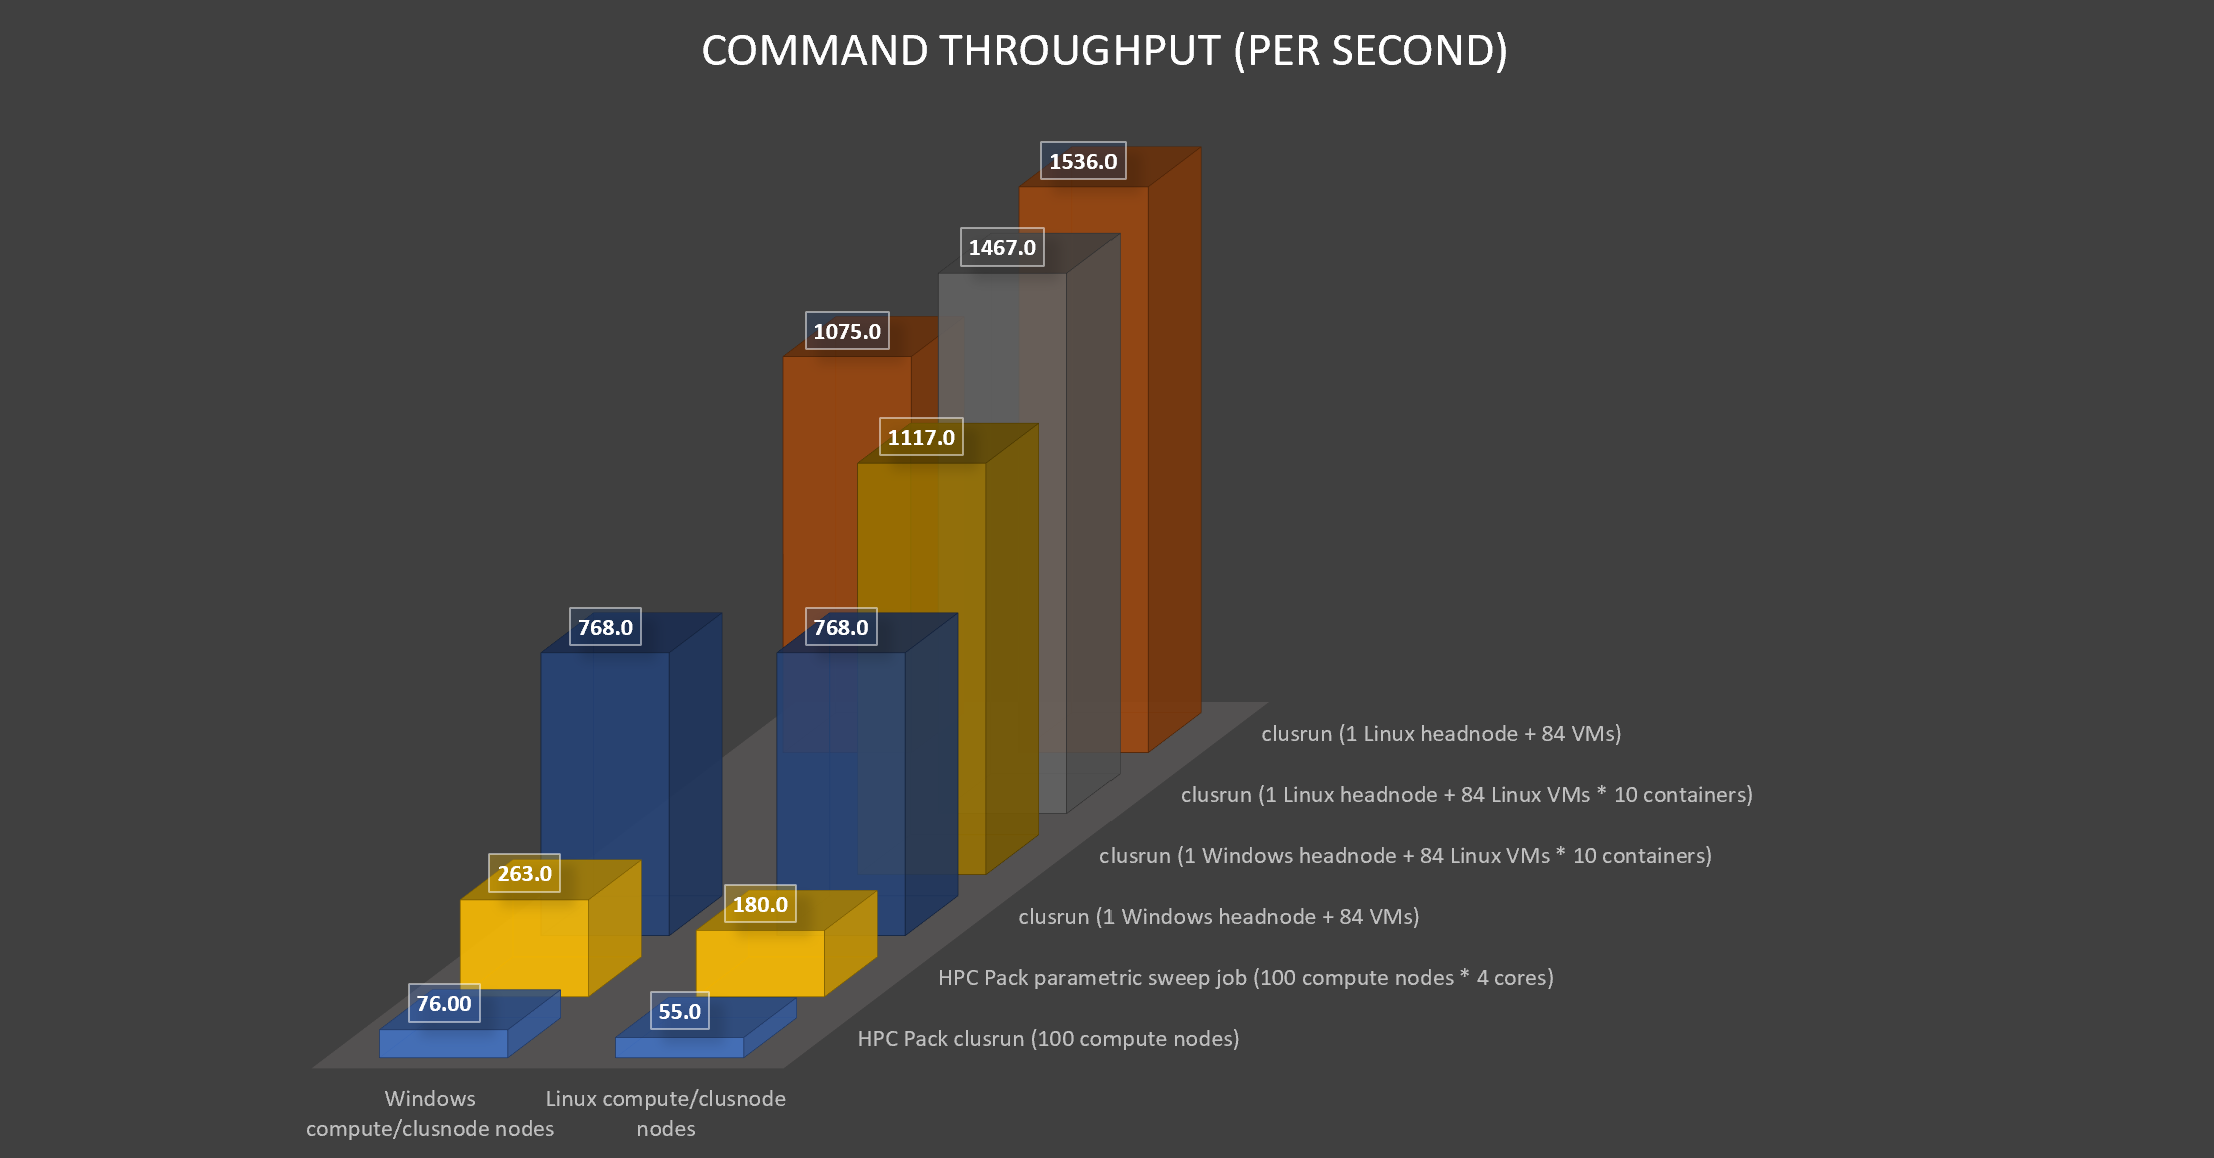 COMMAND THROUGHPUT (PER SECOND)
1536.0
1467.0
1075.0
1117.0
768.0
768.0
263.0
180.0
76.00
55.0
clusrun (1 Linux headnode + 84 VMs)
clusrun (1 Linux headnode + 84 Linux VMs * 10 containers)
clusrun (1 Windows headnode + 84 Linux VMs * 10 containers)
clusrun (1 Windows headnode + 84 VMs)
HPC Pack parametric sweep job (100 compute nodes * 4 cores)
HPC Pack clusrun (100 compute nodes)
Windows
compute/clusnode nodes
Linux compute/clusnode
nodes